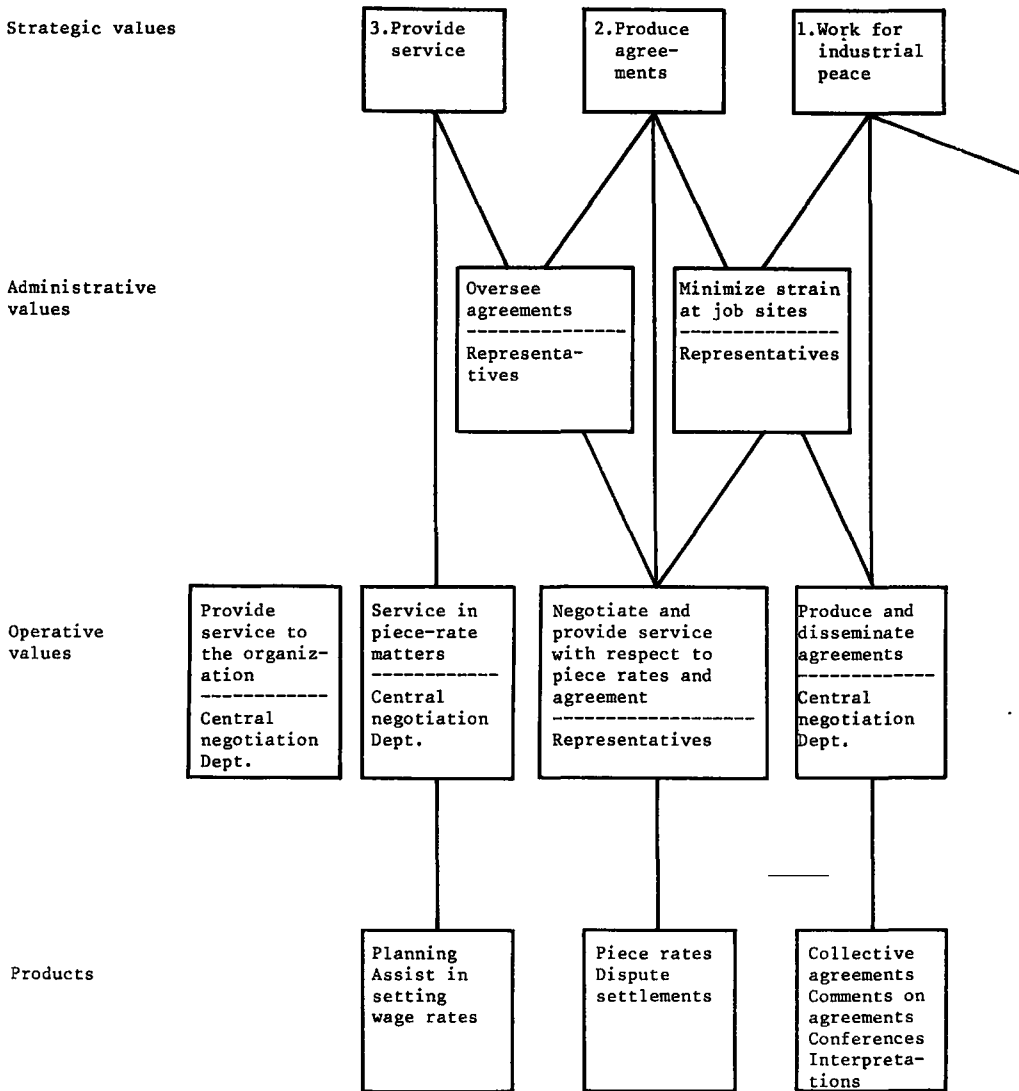 Strategic values
3.Provide
service
2.Produce
agree-
ments
1.Work for
industrial
peace
Administrative
values
Oversee
agreements
Representa-
tives
Minimize strain
at job sites
Representatives
Operative
values
Provide
service to
the organiz-
ation
Central
negotiation
Dept.
Service in
piece-rate
matters
Central
negotiation
Dept.
Negotiate and
provide service
with respect to
piece rates and
agreement
Representatives
Produce and
disseminate
agreements
Central
negotiation
Dept.
Products
Planning
Assist in
setting
wage rates
Piece rates
Dispute
settlements
Collective
agreements
Comments on
agreements
Conferences
Interpreta-
tions